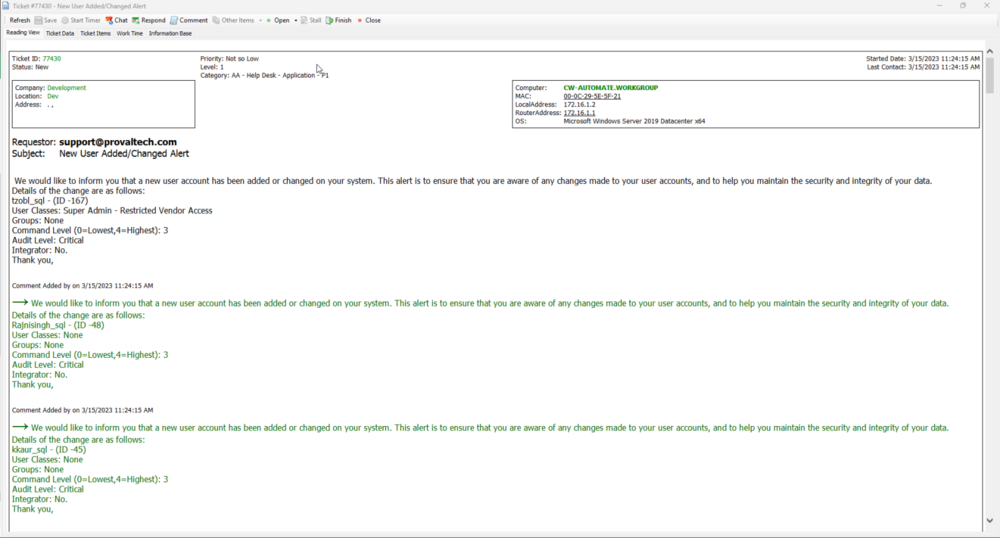 Ticket #77430 - New User Added/Changed Alert
Refresh Save Start Timer Chat Respond Comment Other Items Open Stall Finish Close
Reading View Ticket Data Ticket Items Work Time Information Base
Ticket ID: 77430 Priority: Not so Low Started Date: 3/15/2023 11:24:15 AM
Status: New Level: 1 Last Contact: 3/15/2023 11:24:15 AM
Category: AA - Help Desk - Application - P1
Company: Development Computer: CW-AUTOMATE.WORKGROUP
Location: Dev MAC: 00-0C-29-5E-5F-21
Address: . , LocalAddress: 172.16.1.2
RouterAddress: 172.16.1.1
OS: Microsoft Windows Server 2019 Datacenter x64
Requestor: support@provaltech.com
Subject: New User Added/Changed Alert
We would like to inform you that a new user account has been added or changed on your system. This alert is to ensure that you are aware of any changes made to your user accounts, and to help you maintain the security and integrity of your data.
Details of the change are as follows:
tzobl_sql - (ID -167)
User Classes: Super Admin - Restricted Vendor Access
Groups: None
Command Level (0=Lowest,4=Highest): 3
Audit Level: Critical
Integrator: No.
Thank you,
Comment Added by on 3/15/2023 11:24:15 AM
→ We would like to inform you that a new user account has been added or changed on your system. This alert is to ensure that you are aware of any changes made to your user accounts, and to help you maintain the security and integrity of your data.
Details of the change are as follows:
Rajnisingh_sql - (ID -48)
User Classes: None
Groups: None
Command Level (0=Lowest,4=Highest): 3
Audit Level: Critical
Integrator: No.
Thank you,
Comment Added by on 3/15/2023 11:24:15 AM
→ We would like to inform you that a new user account has been added or changed on your system. This alert is to ensure that you are aware of any changes made to your user accounts, and to help you maintain the security and integrity of your data.
Details of the change are as follows:
kkaur_sql - (ID -45)
User Classes: None
Groups: None
Command Level (0=Lowest,4=Highest): 3
Audit Level: Critical
Integrator: No.
Thank you,